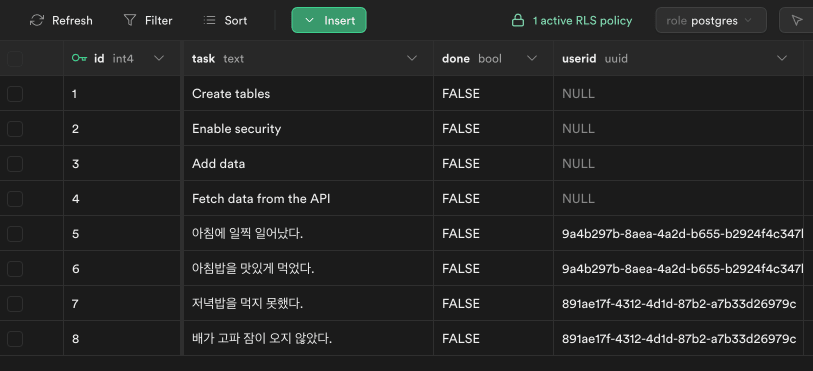 Refresh Filter Sort Insert 1 active RLS policy role postgres
id int4 task text done bool userid uuid
1 Create tables FALSE NULL
2 Enable security FALSE NULL
3 Add data FALSE NULL
4 Fetch data from the API FALSE NULL
5 아침에 일찍 일어났다. FALSE 9a4b297b-8aea-4a2d-b655-b2924f4c347
6 아침밥을 맛있게 먹었다. FALSE 9a4b297b-8aea-4a2d-b655-b2924f4c347
7 저녁밥을 먹지 못했다. FALSE 891ae17f-4312-4d1d-87b2-a7b33d26979c
8 배가 고파 잠이 오지 않았다. FALSE 891ae17f-4312-4d1d-87b2-a7b33d26979c